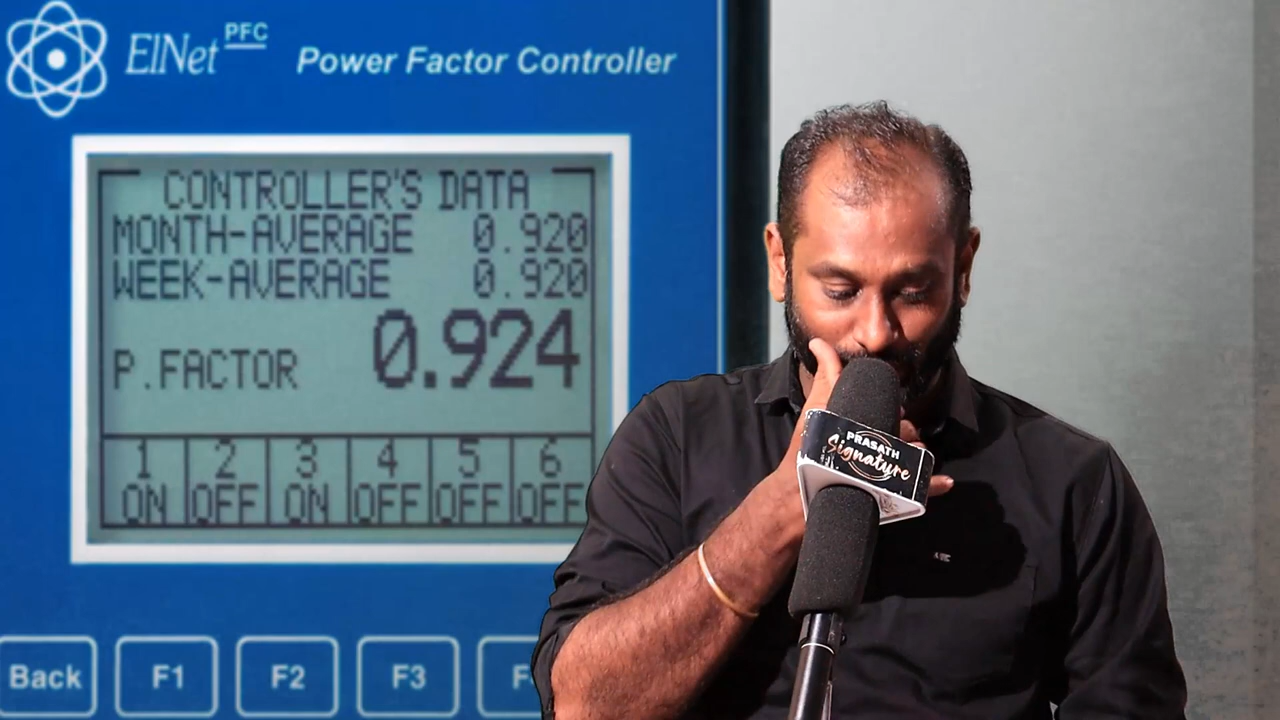 ElNet PFC
Power Factor Controller
CONTROLLER'S DATA
MONTH-AVERAGE 0.920
WEEK-AVERAGE 0.920
P.FACTOR 0.924
1 2 3 4 5 6
ON OFF ON OFF OFF OFF
Back F1 F2 F3
PRASATH
Signature